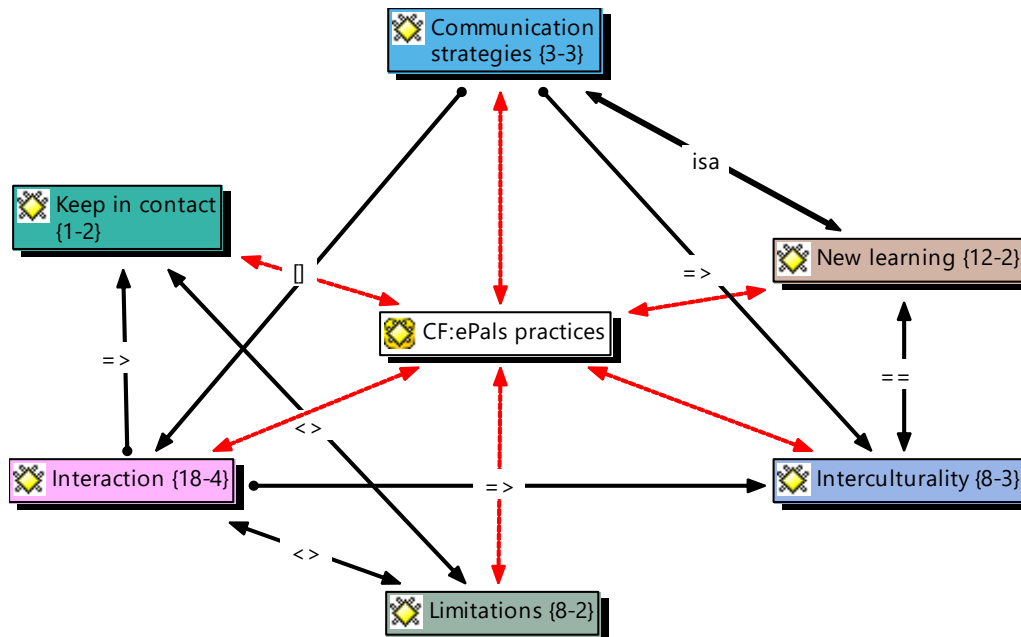 Communication
strategies {3-3}
isa
Keep in contact
{1-2}
[]
=>
New learning {12-2}
CF:ePals practices
=>
==
<>
Interaction {18-4}
=>
Interculturality {8-3}
<>
Limitations {8-2}